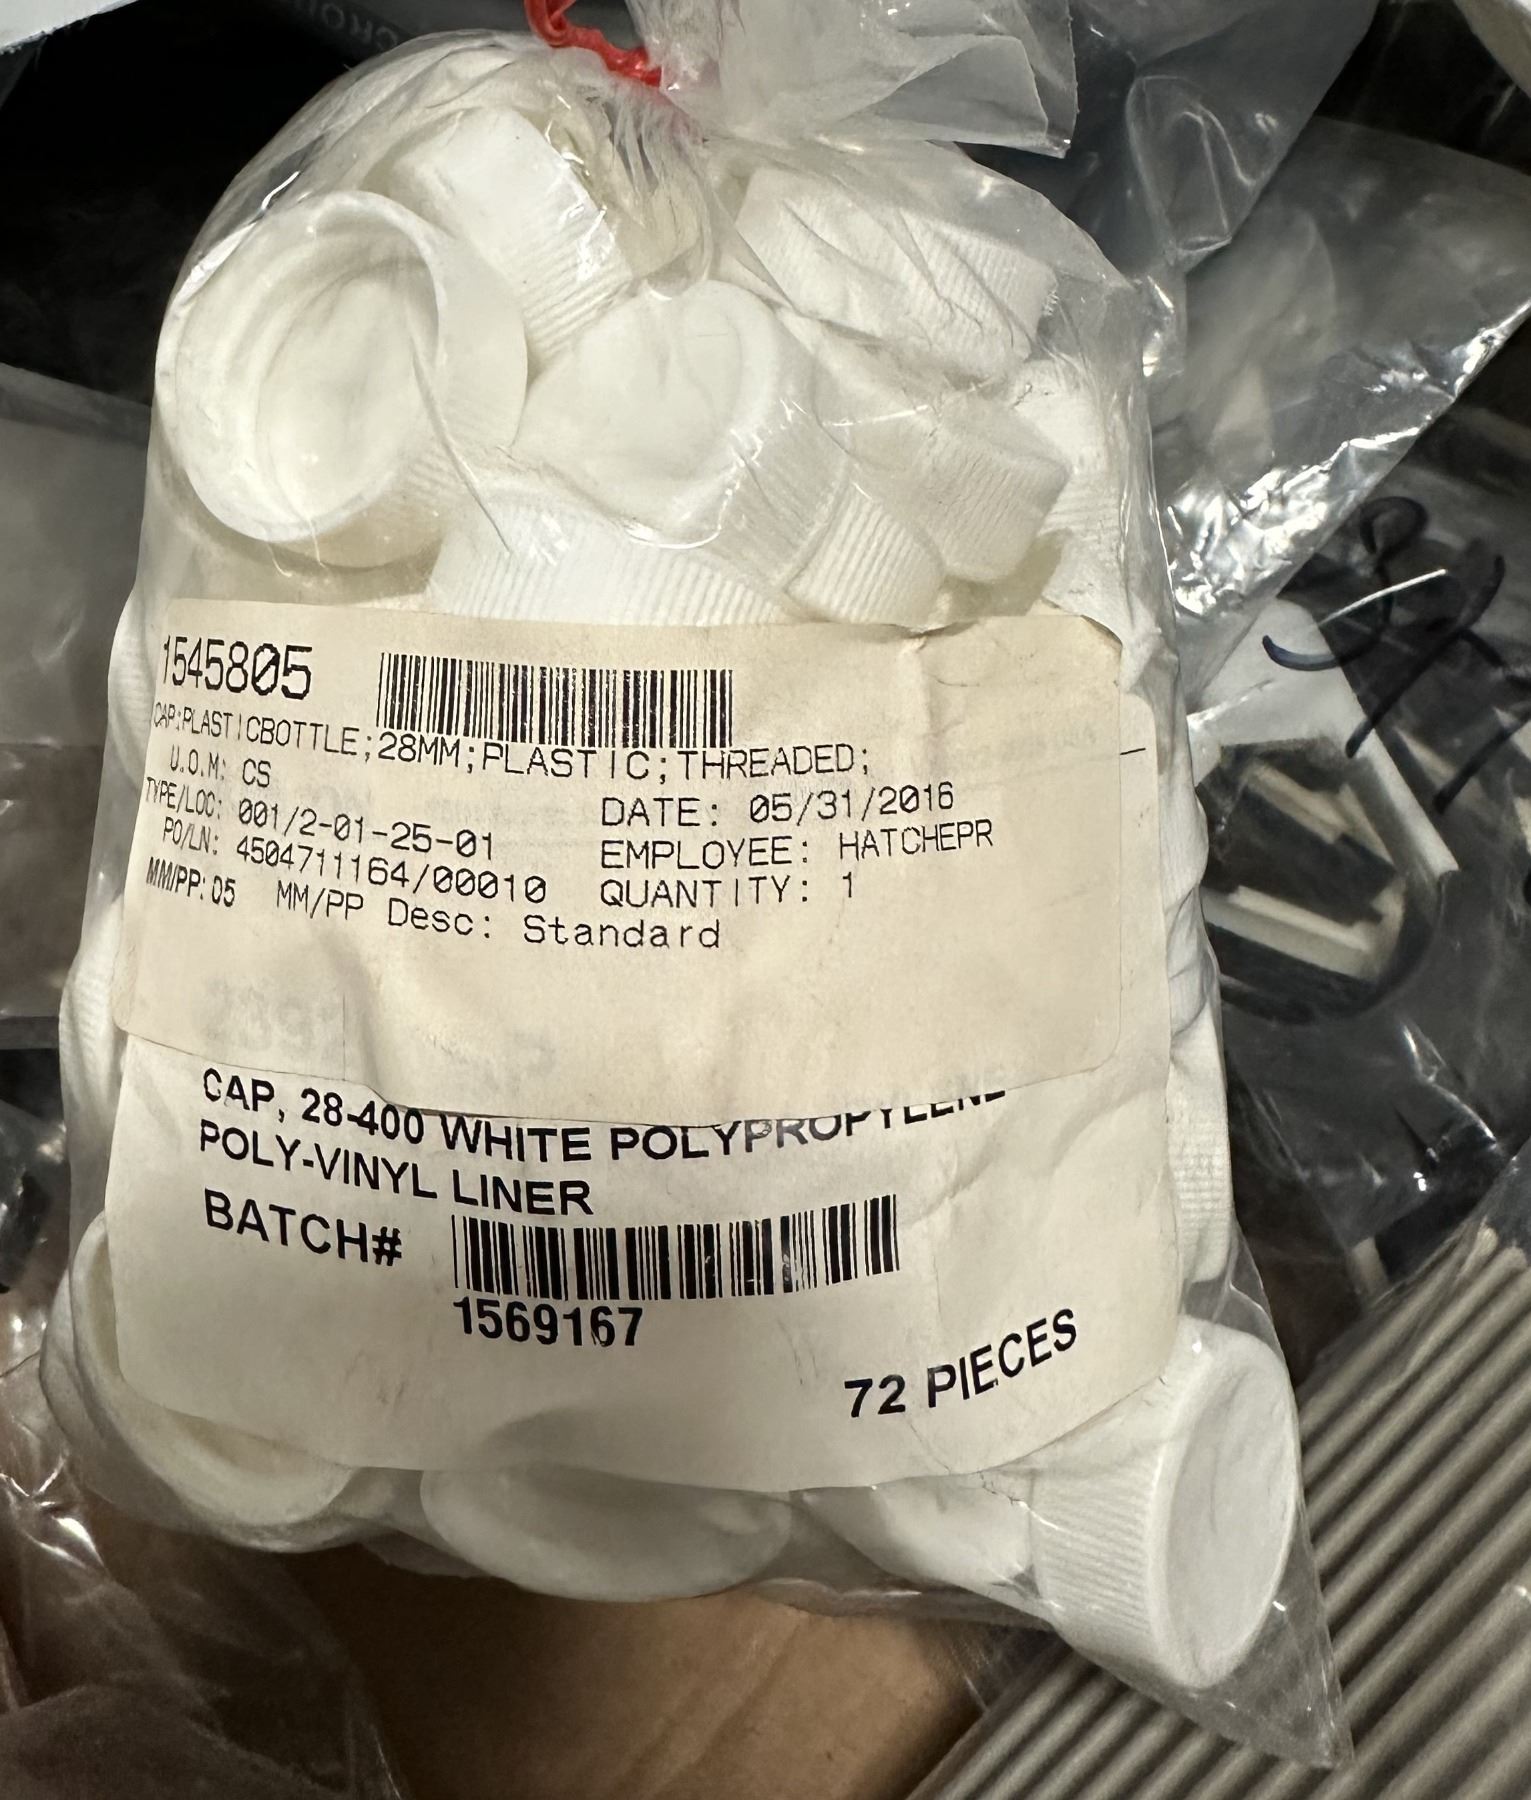 1545805
CAP;PLASTICBOTTLE;28MM;PLASTIC;THREADED;
U.O.M: CS
DATE: 05/31/2016
TYPE/LOC: 001/2-01-25-01
EMPLOYEE: HATCHEPR
PO/LN: 4504711164/00010
QUANTITY: 1
MM/PP: 05 MM/PP Desc: Standard
CAP, 28-400 WHITE POLYPROPYLENE
POLY-VINYL LINER
BATCH#
1569167
72 PIECES